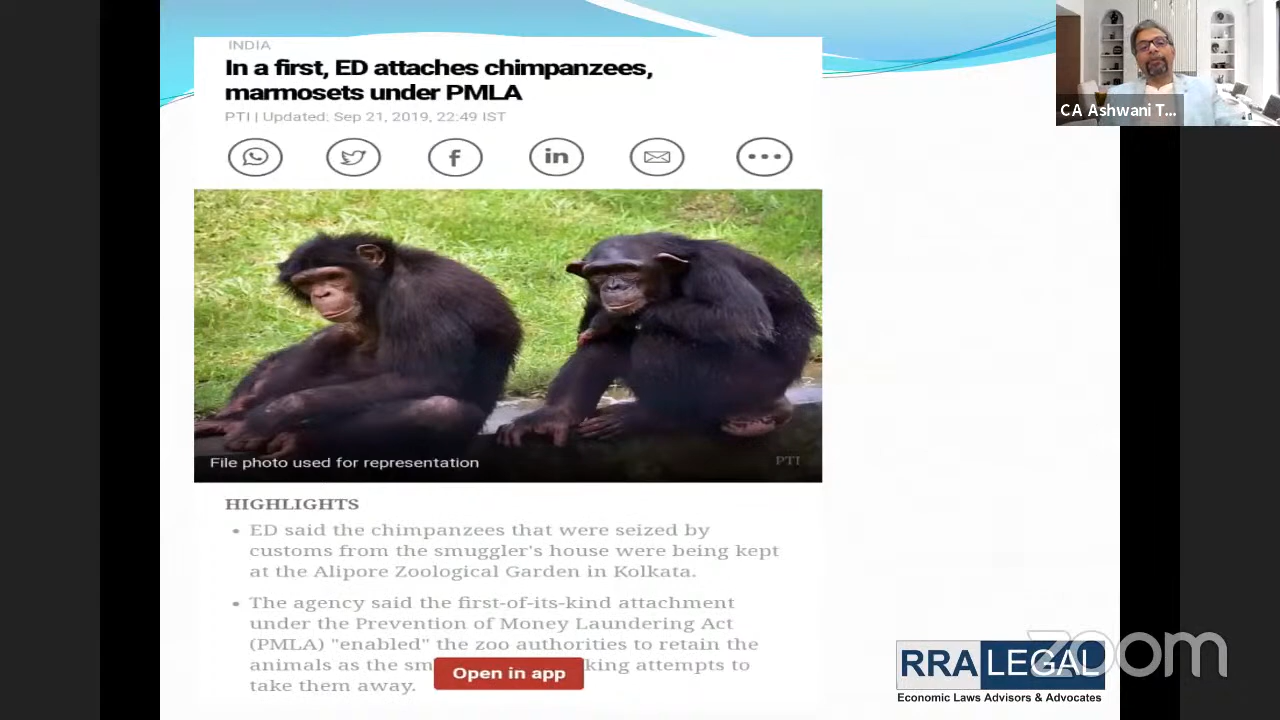 INDIA
In a first, ED attaches chimpanzees,
marmosets under PMLA
PTI | Updated: Sep 21, 2019, 22:49 IST
CA Ashwani T...
File photo used for representation
PTI
HIGHLIGHTS
• ED said the chimpanzees that were seized by
customs from the smuggler's house were being kept
at the Alipore Zoological Garden in Kolkata.
• The agency said the first-of-its-kind attachment
under the Prevention of Money Laundering Act
(PMLA) "enabled" the zoo authorities to retain the
animals as the sm king attempts to
take them away.
Open in app
RRA LEGAL
Economic Laws Advisors & Advocates
zoom